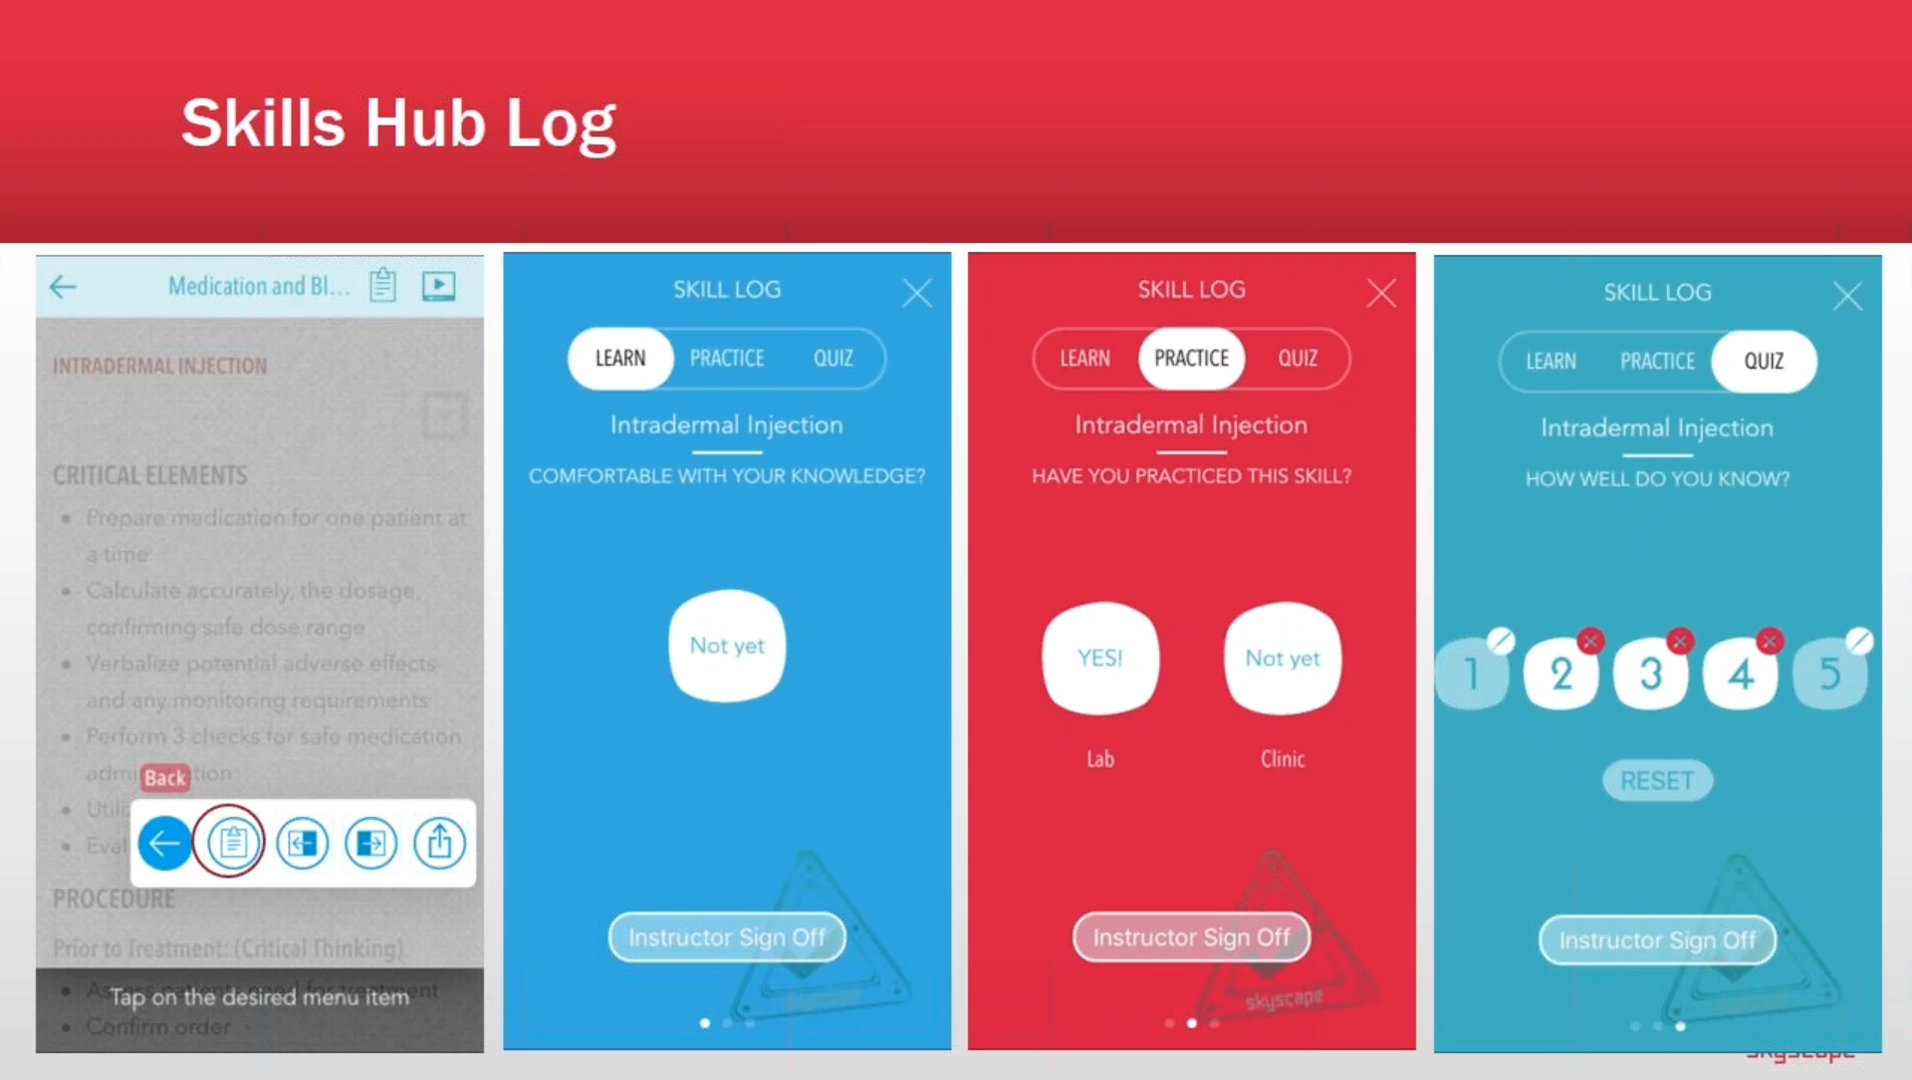 Skills Hub Log
Medication and Bl...
INTRADERMAL INJECTION
CRITICAL ELEMENTS
• Prepare medication for one patient at
a time
• Calculate accurately, the dosage,
confirming safe dose range
• Verbalize potential adverse effects
and any monitoring requirements
• Perform 3 checks for safe medication
Back
PROCEDURE
Prior to Treatment: (Critical Thinking)
Tap on the desired menu item
• Confirm order
SKILL LOG
LEARN PRACTICE QUIZ
Intradermal Injection
COMFORTABLE WITH YOUR KNOWLEDGE?
Not yet
Instructor Sign Off
SKILL LOG
LEARN PRACTICE QUIZ
Intradermal Injection
HAVE YOU PRACTICED THIS SKILL?
YES! Not yet
Lab Clinic
Instructor Sign Off
skyscape
SKILL LOG
LEARN PRACTICE QUIZ
Intradermal Injection
HOW WELL DO YOU KNOW?
1 2 3 4 5
RESET
Instructor Sign Off
skyscape